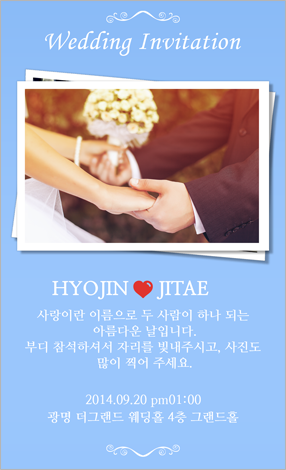 Wedding Invitation
HYOJIN ❤ JITAE
사랑이란 이름으로 두 사람이 하나 되는
아름다운 날입니다.
부디 참석하셔서 자리를 빛내주시고, 사진도
많이 찍어 주세요.
2014.09.20 pm01:00
광명 더그랜드 웨딩홀 4층 그랜드홀